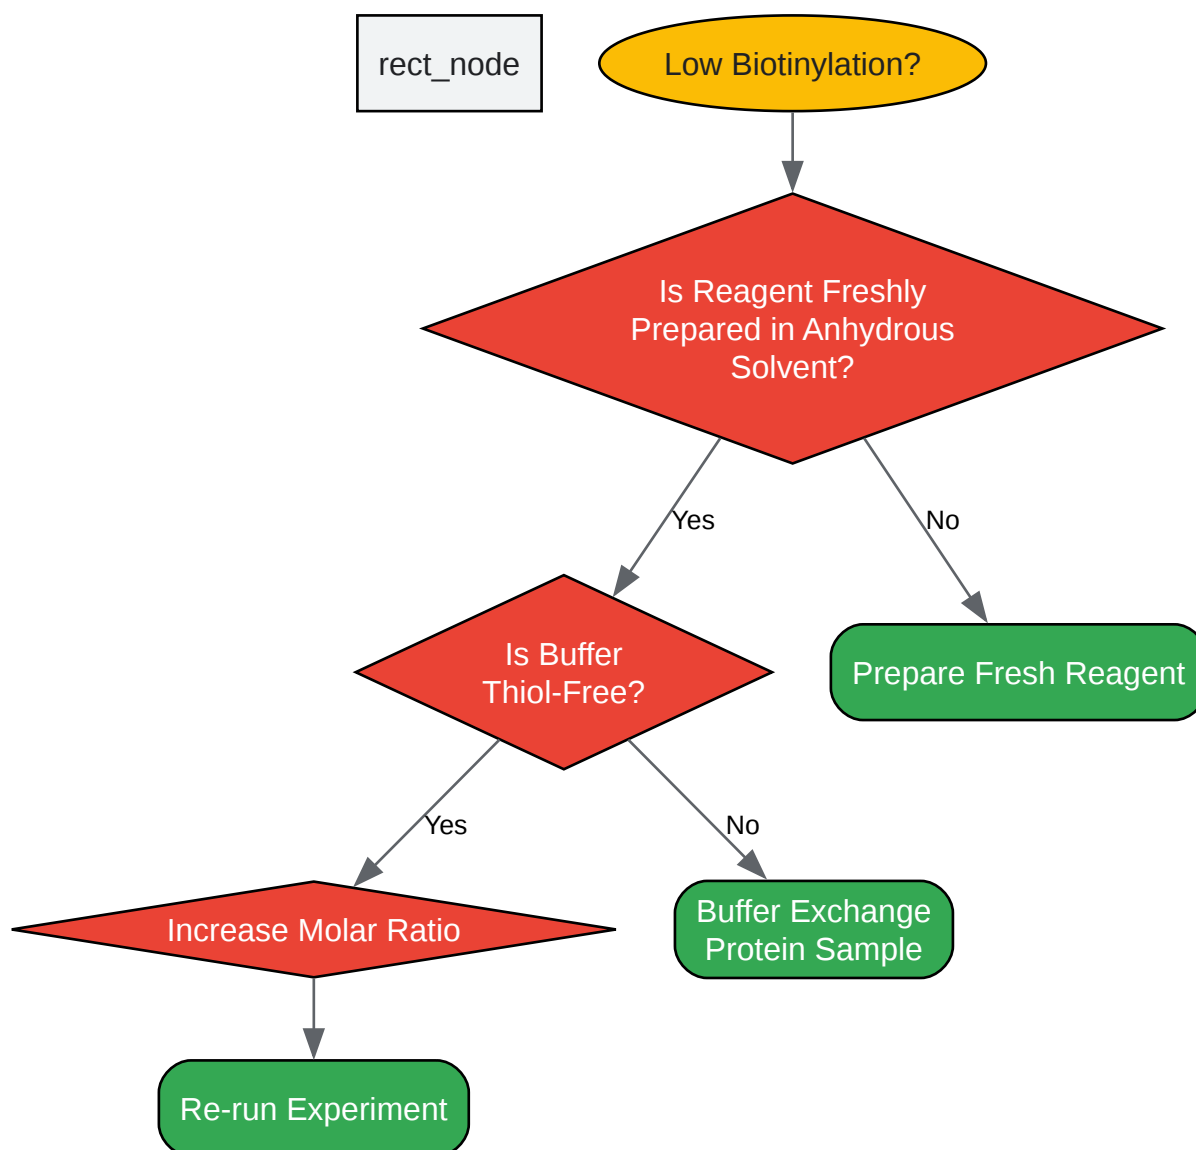 rect_node
Low Biotinylation?
Is Reagent Freshly
Prepared in Anhydrous
Solvent?
Yes
No
Is Buffer
Thiol-Free?
Prepare Fresh Reagent
Yes
No
Increase Molar Ratio
Buffer Exchange
Protein Sample
Re-run Experiment